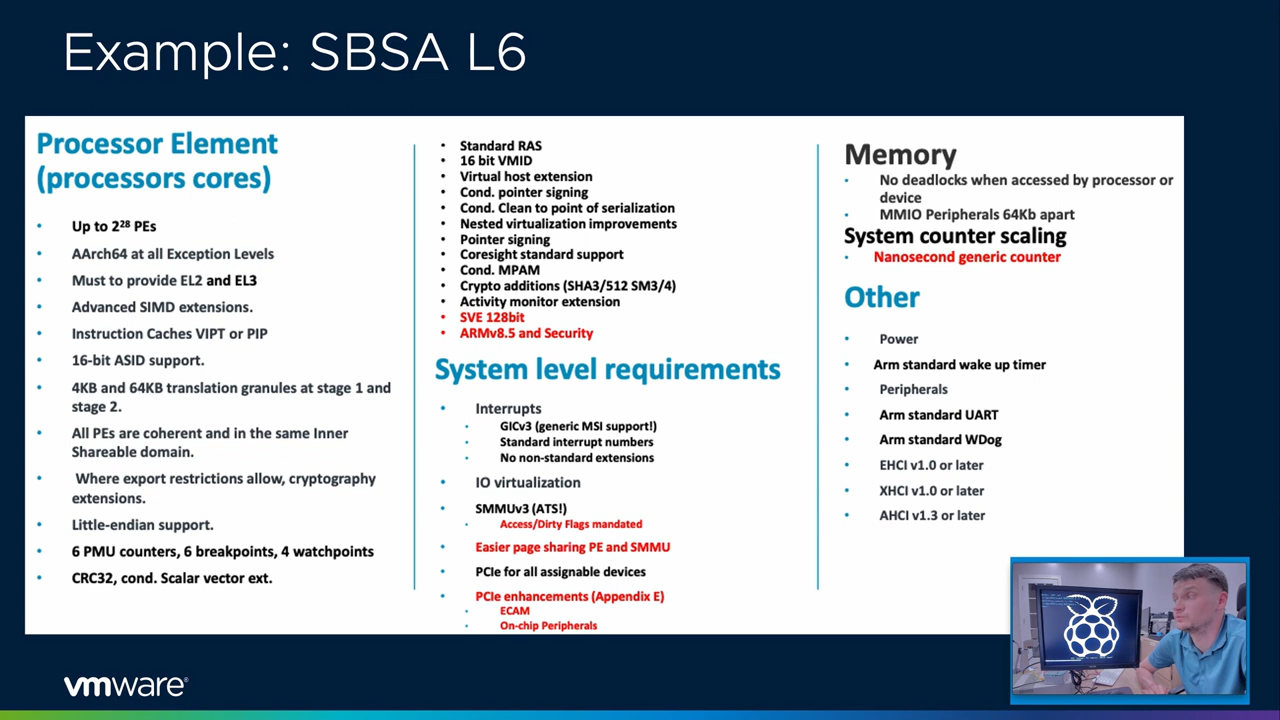 Example: SBSA L6
Processor Element
(processors cores)
• Up to 2²⁸ PEs
• AArch64 at all Exception Levels
• Must to provide EL2 and EL3
• Advanced SIMD extensions.
• Instruction Caches VIPT or PIP
• 16-bit ASID support.
• 4KB and 64KB translation granules at stage 1 and
stage 2.
• All PEs are coherent and in the same Inner
Shareable domain.
• Where export restrictions allow, cryptography
extensions.
• Little-endian support.
• 6 PMU counters, 6 breakpoints, 4 watchpoints
• CRC32, cond. Scalar vector ext.
• Standard RAS
• 16 bit VMID
• Virtual host extension
• Cond. pointer signing
• Cond. Clean to point of serialization
• Nested virtualization improvements
• Pointer signing
• Coresight standard support
• Cond. MPAM
• Crypto additions (SHA3/512 SM3/4)
• Activity monitor extension
• SVE 128bit
• ARMv8.5 and Security
System level requirements
• Interrupts
• GICv3 (generic MSI support!)
• Standard interrupt numbers
• No non-standard extensions
• IO virtualization
• SMMUv3 (ATS!)
• Access/Dirty Flags mandated
• Easier page sharing PE and SMMU
• PCIe for all assignable devices
• PCIe enhancements (Appendix E)
• ECAM
• On-chip Peripherals
Memory
• No deadlocks when accessed by processor or
device
• MMIO Peripherals 64Kb apart
System counter scaling
• Nanosecond generic counter
Other
• Power
• Arm standard wake up timer
• Peripherals
• Arm standard UART
• Arm standard WDog
• EHCI v1.0 or later
• XHCI v1.0 or later
• AHCI v1.3 or later
vmware®